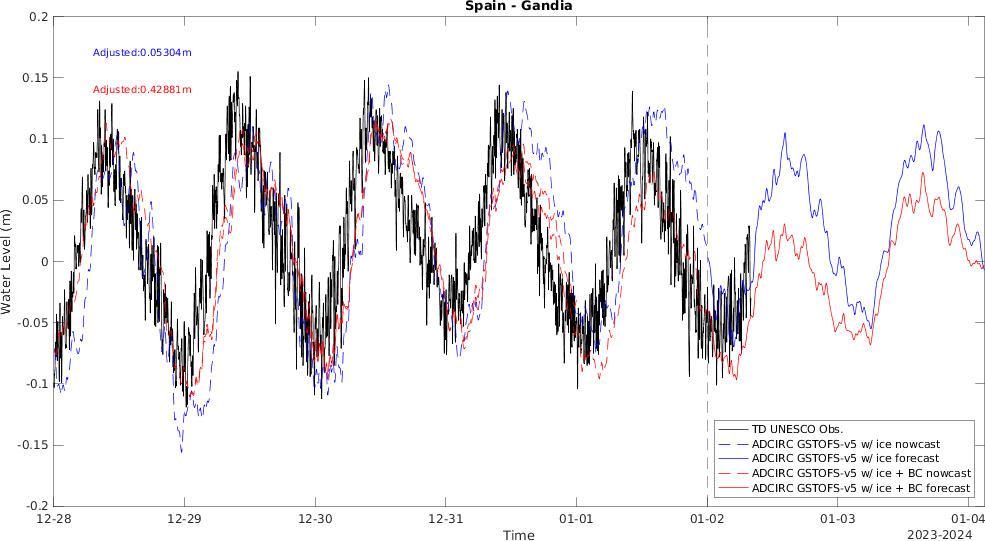 Spain - Gandia
Adjusted:0.05304m
Adjusted:0.42881m
Water Level (m)
0.2
0.15
0.1
0.05
0
-0.05
-0.1
-0.15
-0.2
12-28
12-29
12-30
12-31
01-01
01-02
01-03
01-04
Time
2023-2024
TD UNESCO Obs.
ADCIRC GSTOFS-v5 w/ ice nowcast
ADCIRC GSTOFS-v5 w/ ice forecast
ADCIRC GSTOFS-v5 w/ ice + BC nowcast
ADCIRC GSTOFS-v5 w/ ice + BC forecast